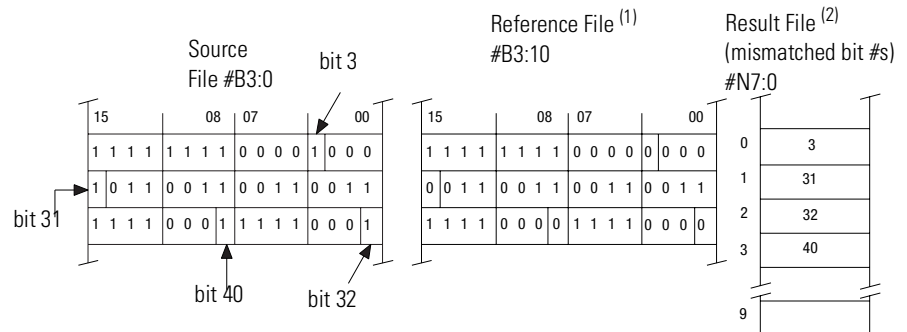 Source
File #B3:0
bit 3
Reference File (1)
#B3:10
Result File (2)
(mismatched bit #s)
#N7:0
15 08 07 00
1 1 1 1 1 1 1 1 0 0 0 0 1 0 0 0
1 0 1 1 0 0 1 1 0 0 1 1 0 0 1 1
1 1 1 1 0 0 0 1 1 1 1 1 0 0 0 1
bit 31
bit 40
bit 32
15 08 07 00
1 1 1 1 1 1 1 1 0 0 0 0 0 0 0 0
0 0 1 1 0 0 1 1 0 0 1 1 0 0 1 1
1 1 1 1 0 0 0 0 1 1 1 1 0 0 0 0
0 3
1 31
2 32
3 40
9